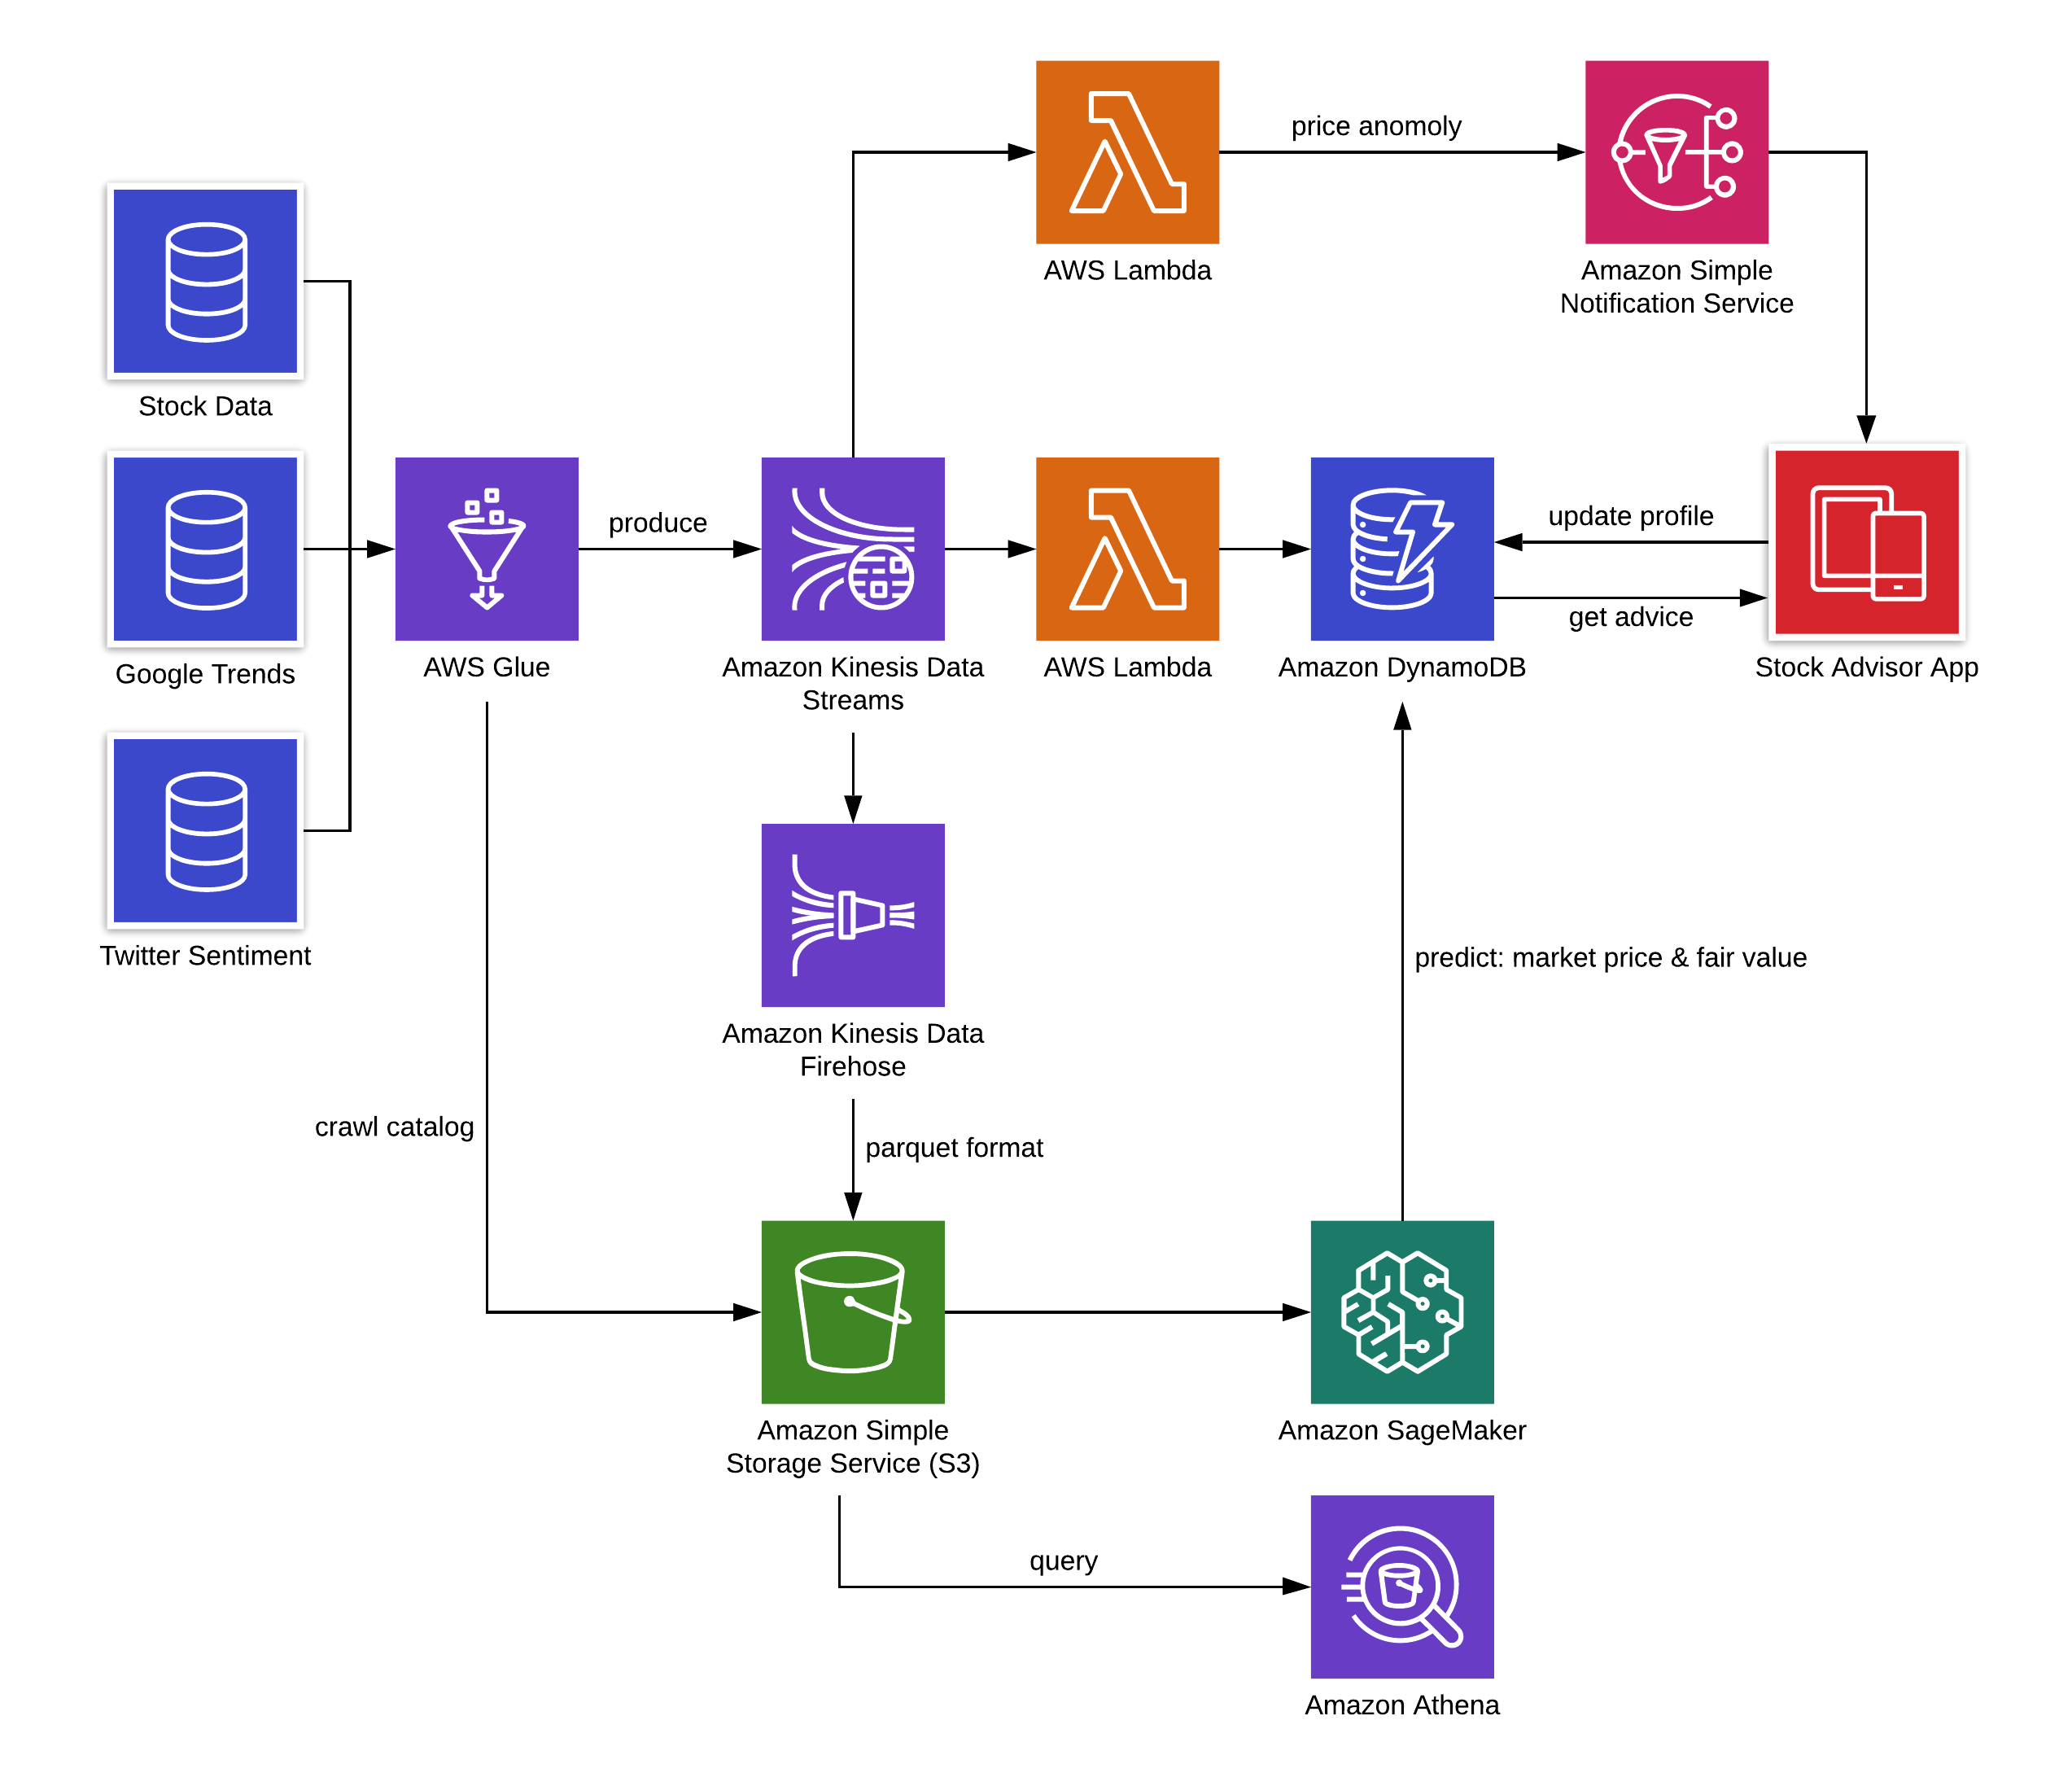 AWS Lambda
price anomoly
Amazon Simple
Notification Service
Stock Data
Google Trends
Twitter Sentiment
AWS Glue
produce
Amazon Kinesis Data
Streams
AWS Lambda
Amazon DynamoDB
update profile
get advice
Stock Advisor App
Amazon Kinesis Data
Firehose
predict: market price & fair value
crawl catalog
parquet format
Amazon Simple
Storage Service (S3)
Amazon SageMaker
query
Amazon Athena